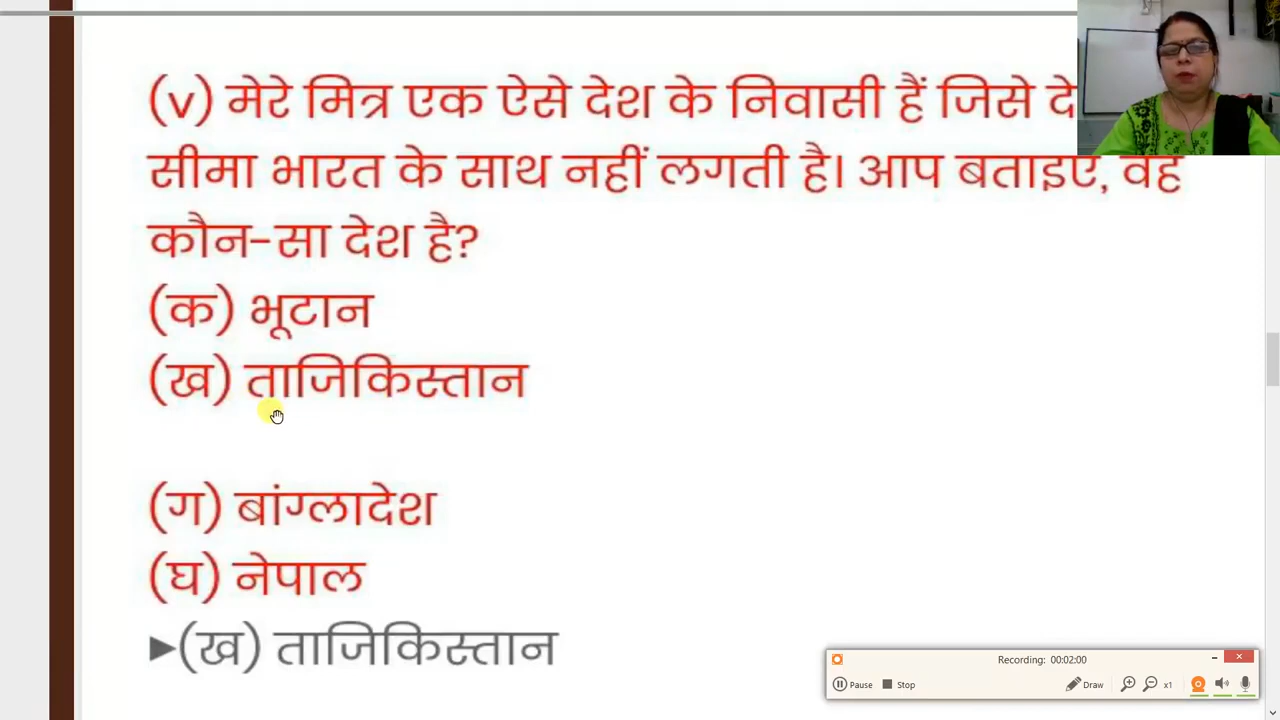 (v) मेरे मित्र एक ऐसे देश के निवासी हैं जिसे
सीमा भारत के साथ नहीं लगती है। आप बताइए, वह
कौन-सा देश है?
(क) भूटान
(ख) ताजिकिस्तान
(ग) बांग्लादेश
(घ) नेपाल
►(ख) ताजिकिस्तान
Recording: 00:02:00
Pause Stop Draw x1